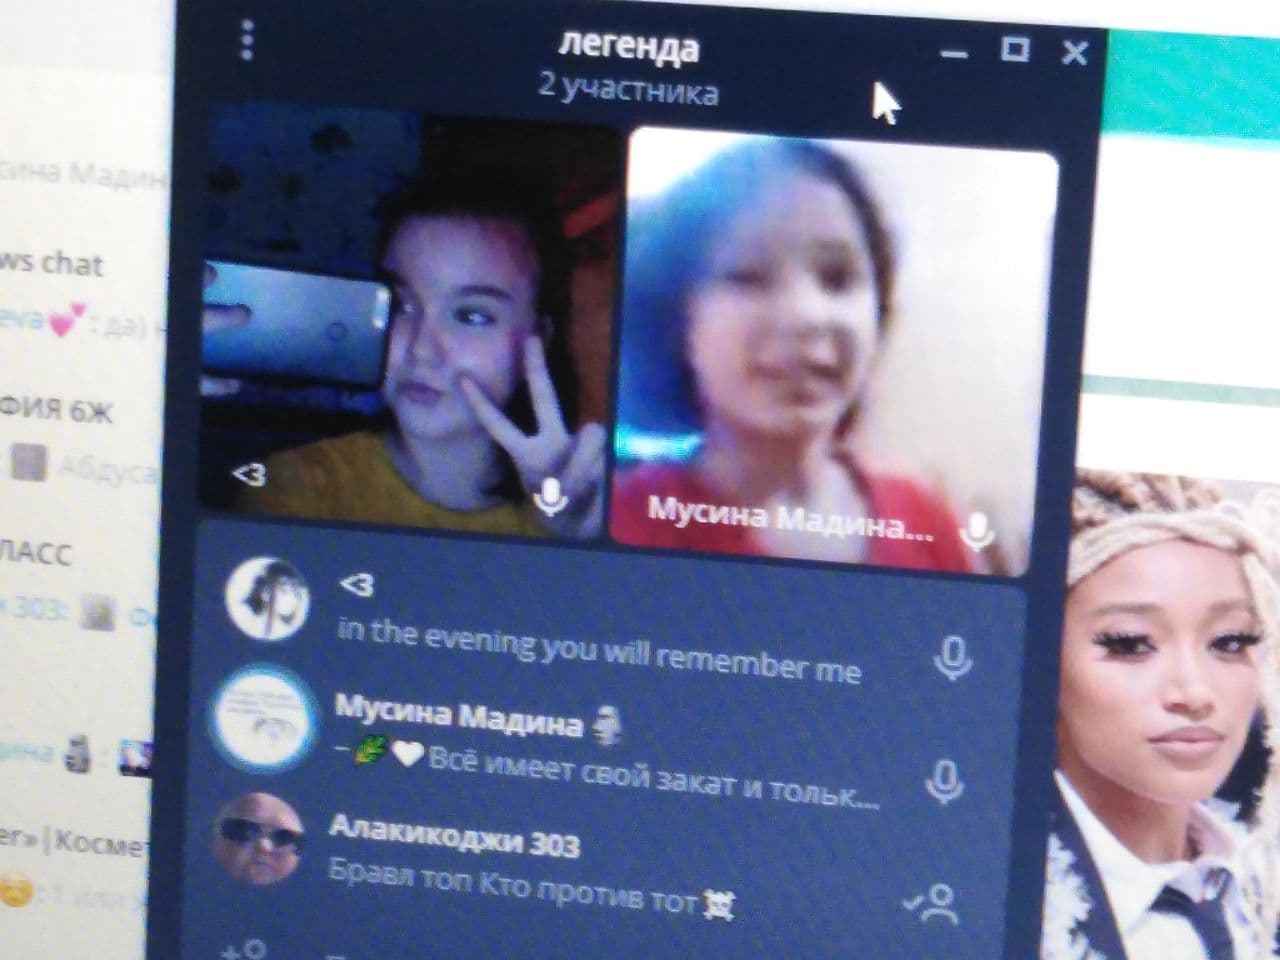 легенда
2 участника
<3
Мусина Мадина...
<3
in the evening you will remember me
Мусина Мадина 🗿
- 🌿🤍Всё имеет свой закат и тольк...
Алакикоджи 303
Бравл топ Кто против тот☠️
сина Мадин
ws chat
eva💕: да)
ФИЯ 6Ж
Абдуса
ЛАСС
303:
дина 🗿:
er»|Космет